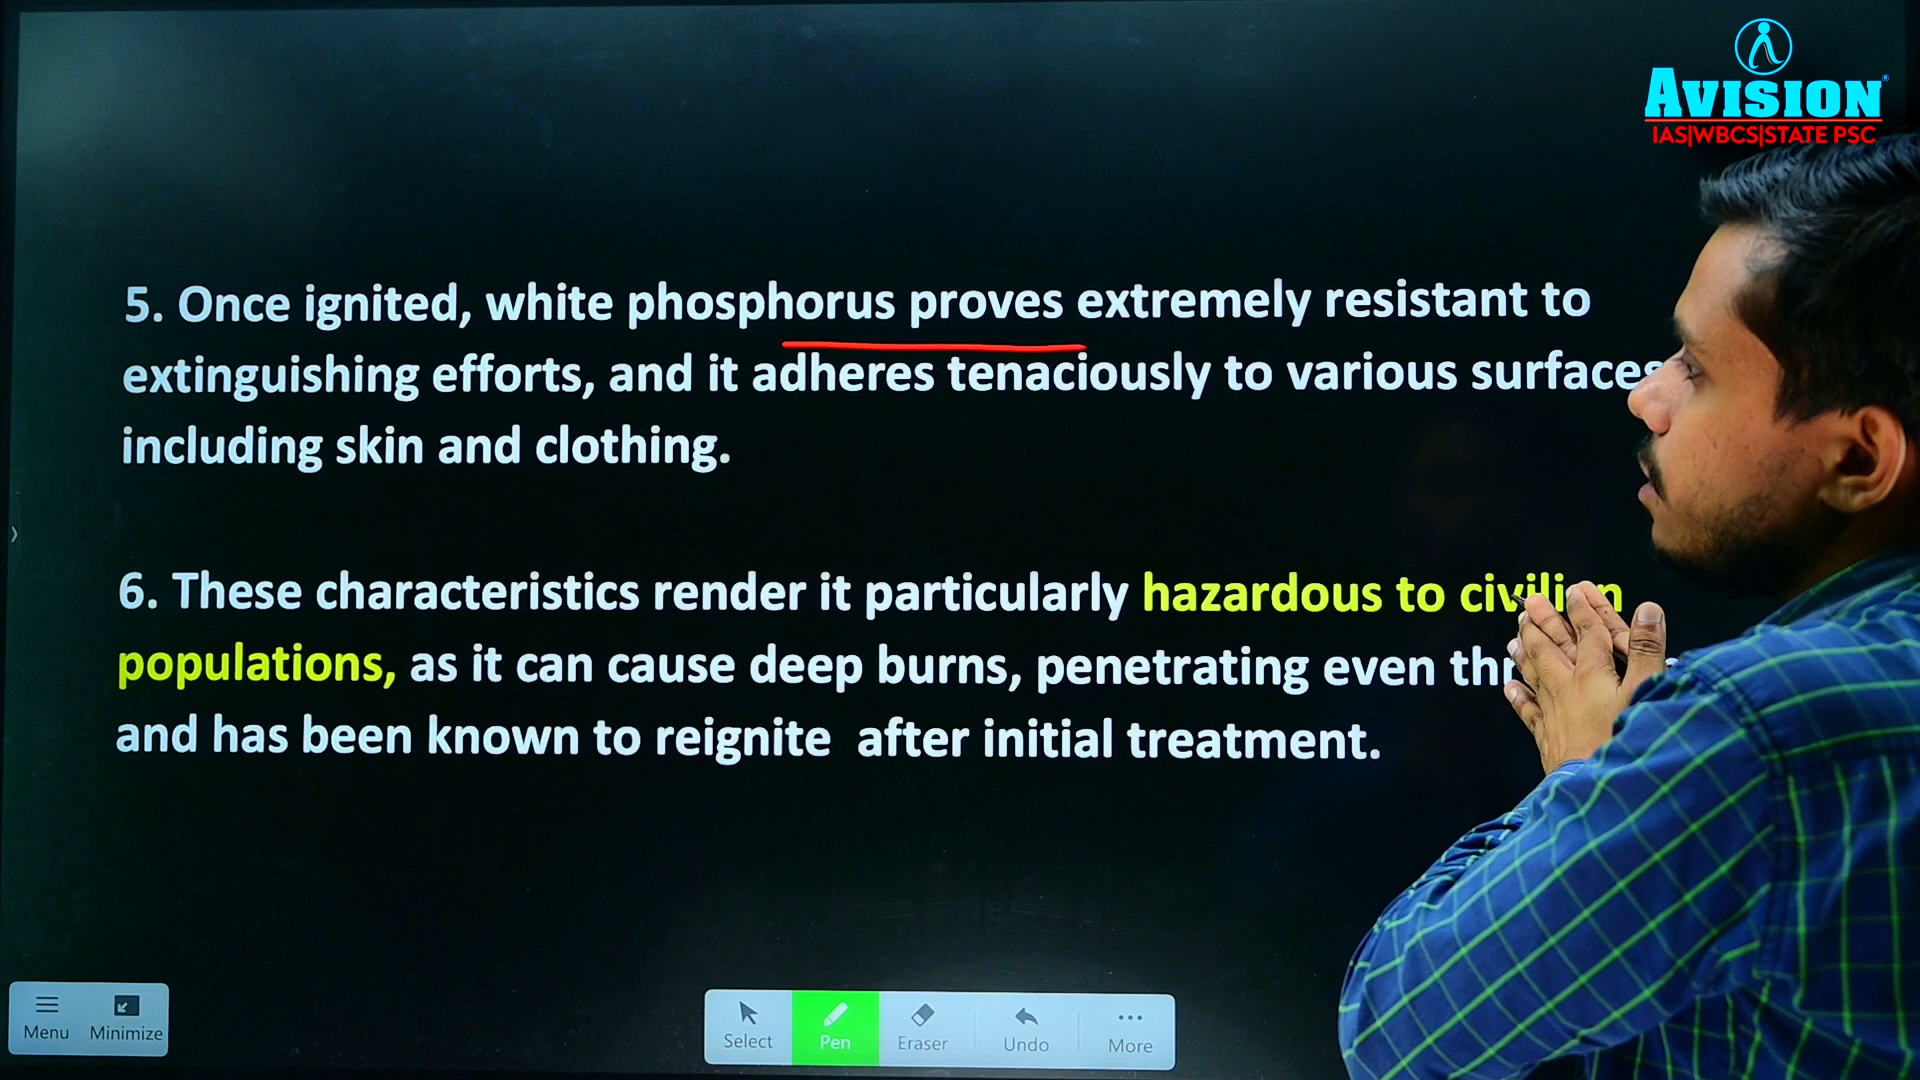 AVISION
IAS|WBCS|STATE PSC
5. Once ignited, white phosphorus proves extremely resistant to
extinguishing efforts, and it adheres tenaciously to various surfaces
including skin and clothing.
6. These characteristics render it particularly hazardous to civilian
populations, as it can cause deep burns, penetrating even
and has been known to reignite after initial treatment.
Menu
Minimize
Select
Pen
Eraser
Undo
More